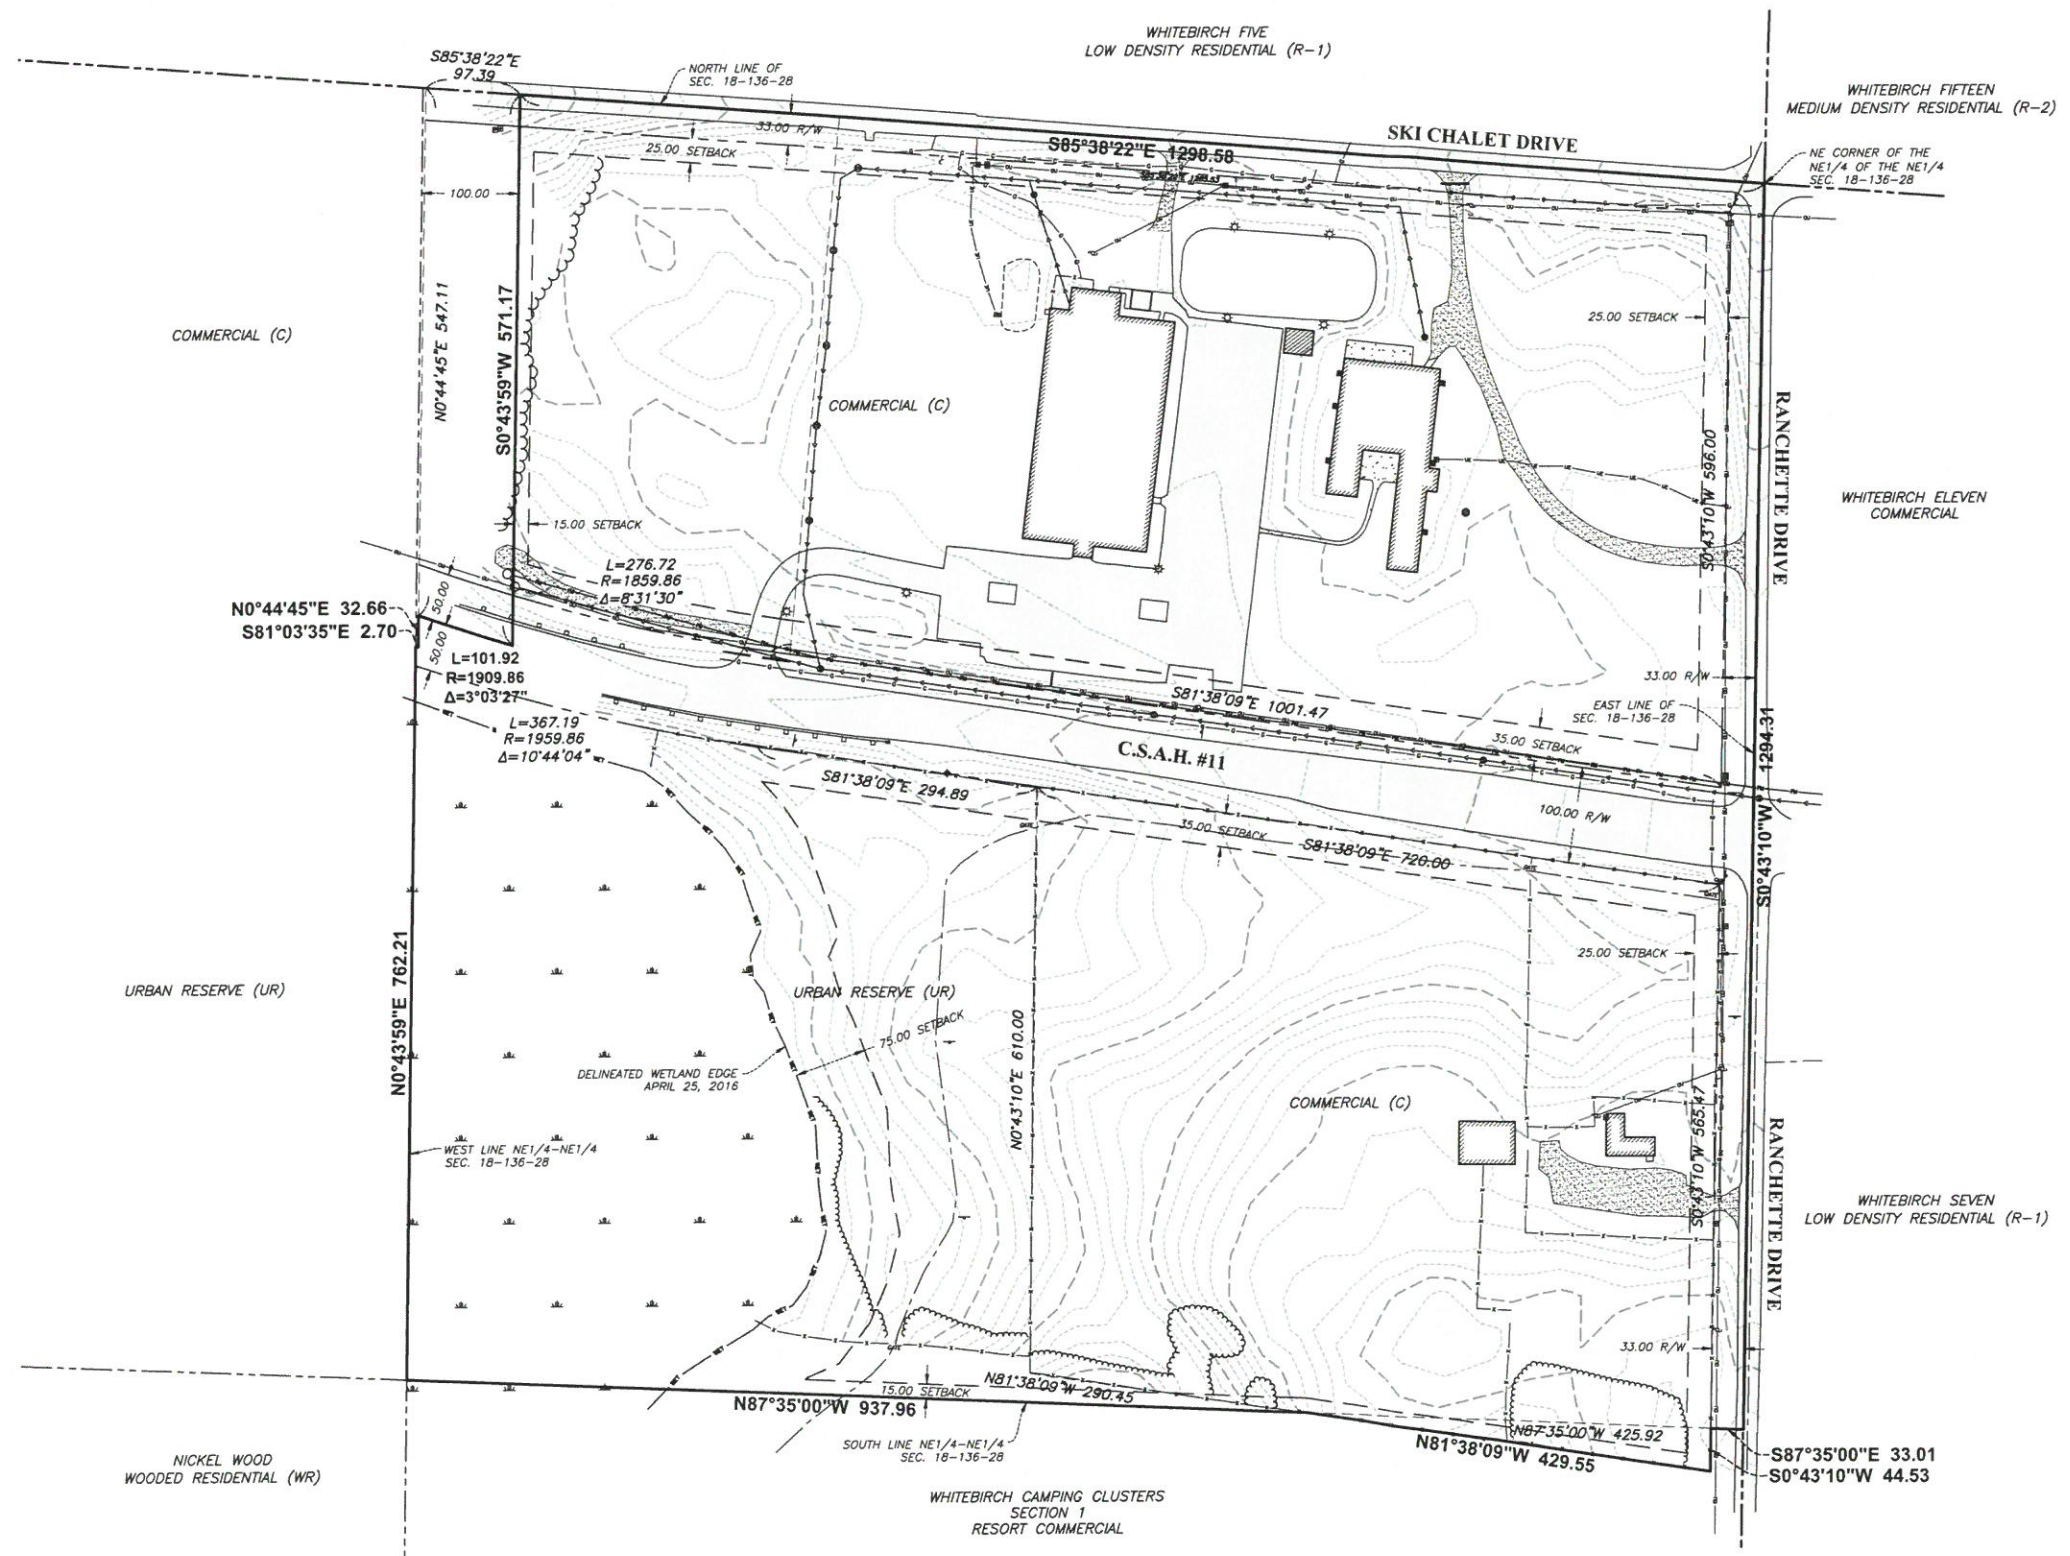 WHITEBIRCH FIVE
LOW DENSITY RESIDENTIAL (R-1)
S85°38'22"E
97.39
NORTH LINE OF
SEC. 18-136-28
WHITEBIRCH FIFTEEN
MEDIUM DENSITY RESIDENTIAL (R-2)
33.00 R/W
SKI CHALET DRIVE
25.00 SETBACK
S85°38'22"E 1298.58
NE CORNER OF THE
NE1/4 OF THE NE1/4
SEC. 18-136-28
100.00
N0°44'45"E 547.11
S0°43'59"W 571.17
COMMERCIAL (C)
25.00 SETBACK
COMMERCIAL (C)
RANCHETTE DRIVE
S0°43'10"W 596.00
WHITEBIRCH ELEVEN
COMMERCIAL
15.00 SETBACK
L=276.72
R=1859.86
Δ=8°31'30"
50.00
N0°44'45"E 32.66
S81°03'35"E 2.70
50.00
L=101.92
R=1909.86
Δ=3°03'27"
33.00 R/W
S81°38'09"E 1001.47
EAST LINE OF
SEC. 18-136-28
L=367.19
R=1959.86
Δ=10°44'04"
35.00 SETBACK
C.S.A.H. #11
S0°43'10"W 1294.31
S81°38'09"E 294.89
100.00 R/W
35.00 SETBACK
S81°38'09"E 720.00
GATE
GATE
GATE
25.00 SETBACK
N0°43'59"E 762.21
URBAN RESERVE (UR)
URBAN RESERVE (UR)
75.00 SETBACK
N0°43'10"E 610.00
DELINEATED WETLAND EDGE
APRIL 25, 2016
COMMERCIAL (C)
S0°43'10"W 565.47
WEST LINE NE1/4-NE1/4
SEC. 18-136-28
RANCHETTE DRIVE
WHITEBIRCH SEVEN
LOW DENSITY RESIDENTIAL (R-1)
WET
WET
WET
WET
WET
WET
WET
WET
WET
33.00 R/W
GATE
15.00 SETBACK
N81°38'09"W 290.45
N87°35'00"W 937.96
N87°35'00"W 425.92
SOUTH LINE NE1/4-NE1/4
SEC. 18-136-28
N81°38'09"W 429.55
S87°35'00"E 33.01
S0°43'10"W 44.53
NICKEL WOOD
WOODED RESIDENTIAL (WR)
WHITEBIRCH CAMPING CLUSTERS
SECTION 1
RESORT COMMERCIAL